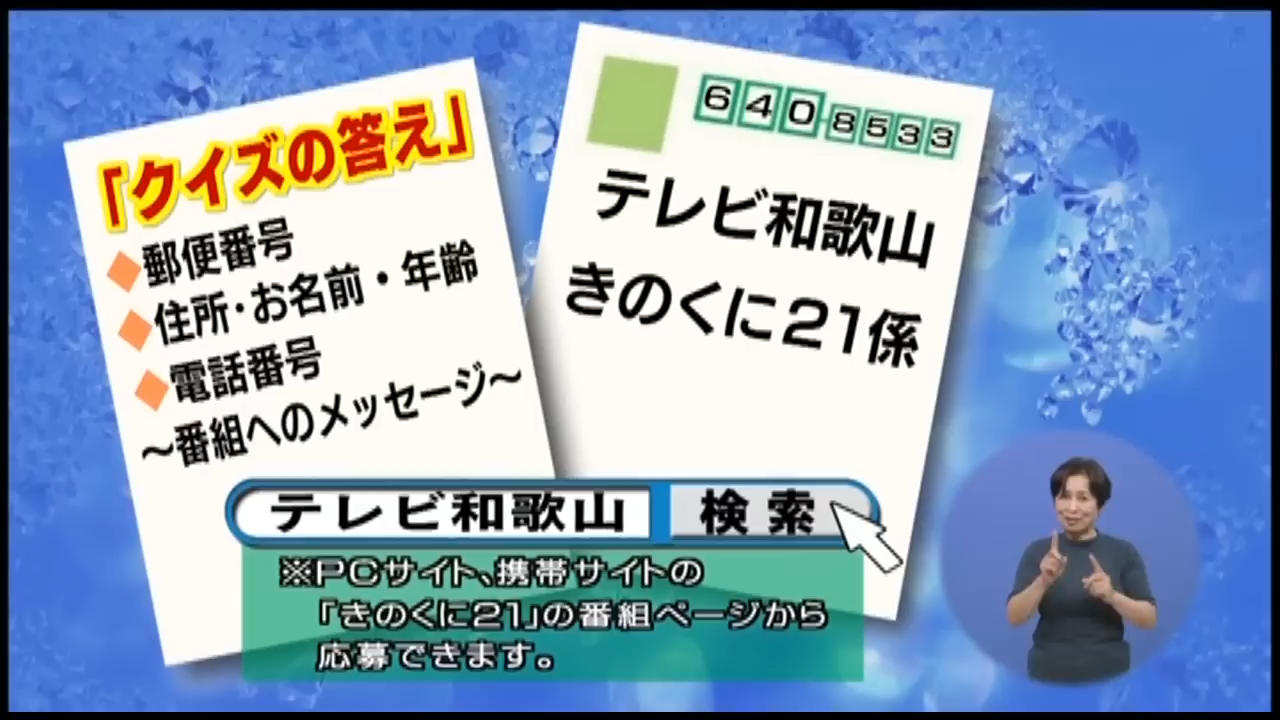 「クイズの答え」
◆郵便番号
◆住所・お名前・年齢
◆電話番号
～番組へのメッセージ～
640-8533
テレビ和歌山
きのくに21係
テレビ和歌山 検索
※PCサイト、携帯サイトの
「きのくに21」の番組ページから
応募できます。